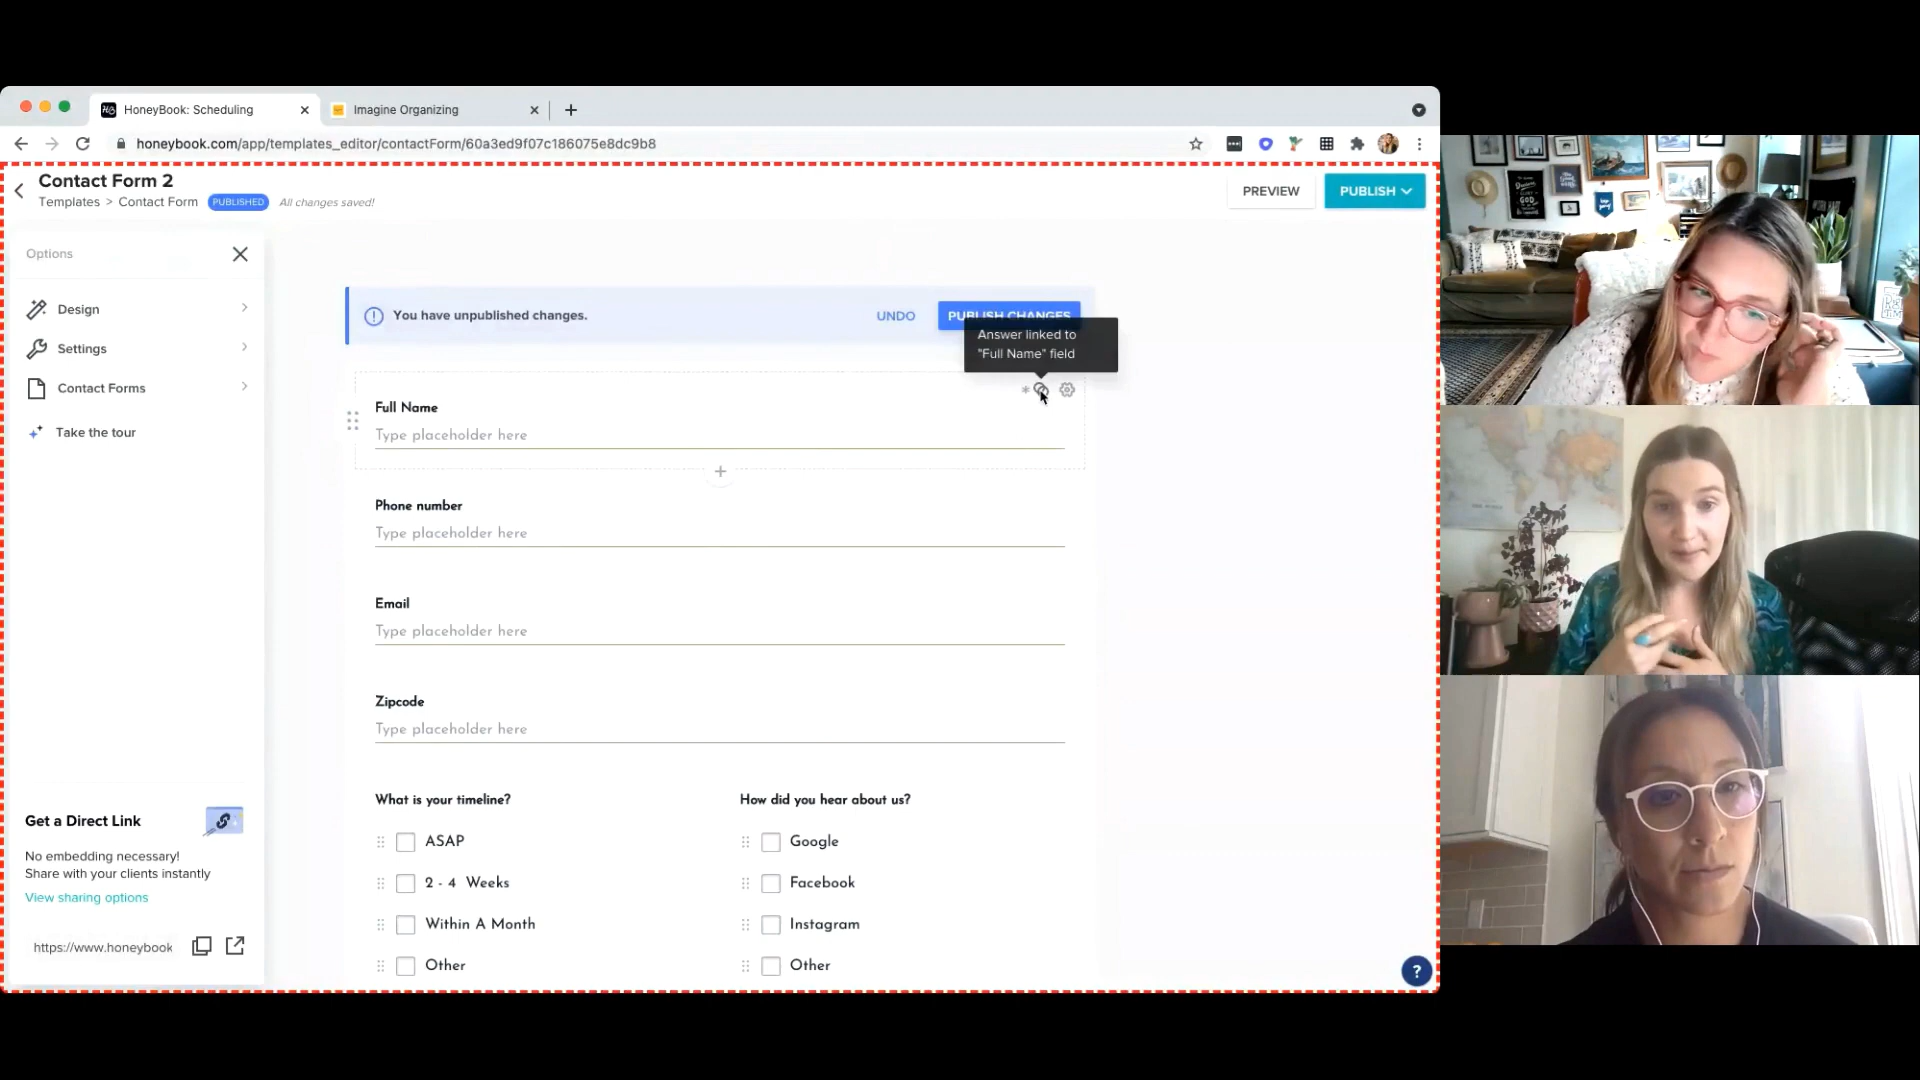 HoneyBook: Scheduling
Imagine Organizing
honeybook.com/app/templates_editor/contactForm/60a3ed9f07c186075e8dc9b8
Contact Form 2
Templates > Contact Form PUBLISHED All changes saved!
PREVIEW
PUBLISH
Options
Design
Settings
Contact Forms
Take the tour
Get a Direct Link
No embedding necessary!
Share with your clients instantly
View sharing options
https://www.honeybook
You have unpublished changes.
UNDO
PUBLISH CHANGES
Answer linked to
"Full Name" field
Full Name
Type placeholder here
Phone number
Type placeholder here
Email
Type placeholder here
Zipcode
Type placeholder here
What is your timeline?
ASAP
2 - 4 Weeks
Within A Month
Other
How did you hear about us?
Google
Facebook
Instagram
Other
?